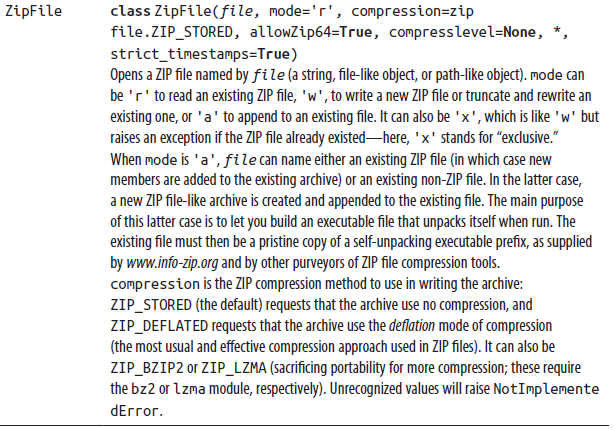 ZipFile class ZipFile(file, mode='r', compression=zip
file.ZIP_STORED, allowZip64=True, compresslevel=None, *,
strict_timestamps=True)
Opens a ZIP file named by file (a string, file-like object, or path-like object). mode can
be 'r' to read an existing ZIP file, 'w', to write a new ZIP file or truncate and rewrite an
existing one, or 'a' to append to an existing file. It can also be 'x', which is like 'w' but
raises an exception if the ZIP file already existed—here, 'x' stands for “exclusive.”
When mode is 'a', file can name either an existing ZIP file (in which case new
members are added to the existing archive) or an existing non-ZIP file. In the latter case,
a new ZIP file-like archive is created and appended to the existing file. The main purpose
of this latter case is to let you build an executable file that unpacks itself when run. The
existing file must then be a pristine copy of a self-unpacking executable prefix, as supplied
by www.info-zip.org and by other purveyors of ZIP file compression tools.
compression is the ZIP compression method to use in writing the archive:
ZIP_STORED (the default) requests that the archive use no compression, and
ZIP_DEFLATED requests that the archive use the deflation mode of compression
(the most usual and effective compression approach used in ZIP files). It can also be
ZIP_BZIP2 or ZIP_LZMA (sacrificing portability for more compression; these require
the bz2 or lzma module, respectively). Unrecognized values will raise NotImplemente
dError.